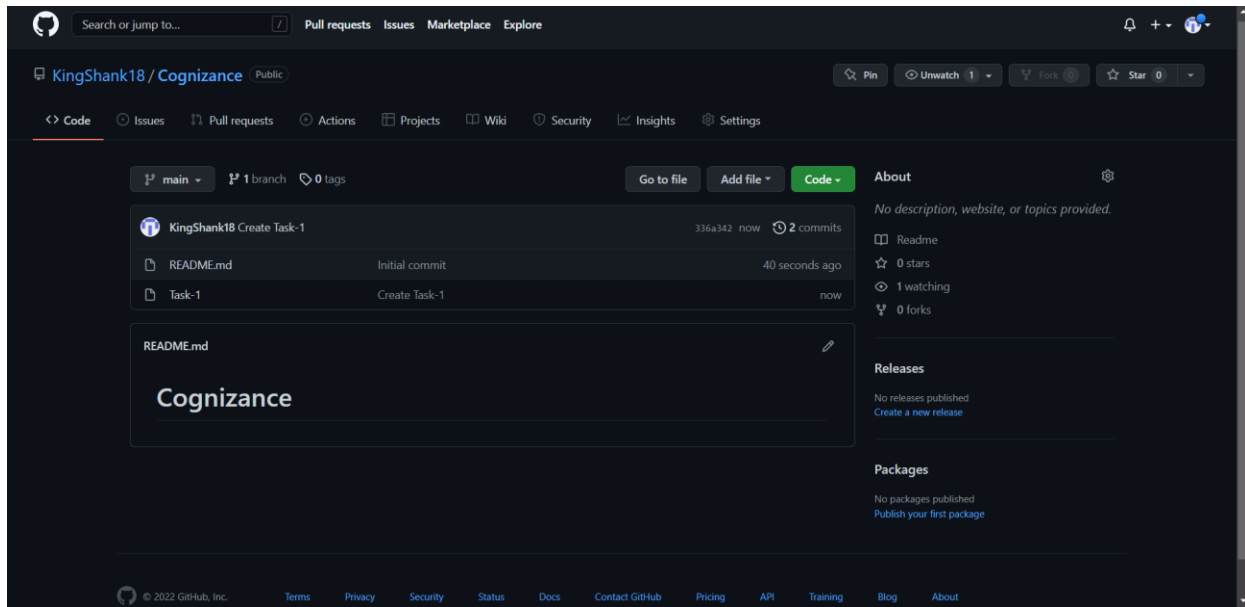 Search or jump to... / Pull requests Issues Marketplace Explore
KingShank18 / Cognizance Public Pin Unwatch 1 Fork 0 Star 0
Code Issues Pull requests Actions Projects Wiki Security Insights Settings
main 1 branch 0 tags Go to file Add file Code
KingShank18 Create Task-1 336a342 now 2 commits
README.md Initial commit 40 seconds ago
Task-1 Create Task-1 now
README.md
Cognizance
About
No description, website, or topics provided.
Readme
0 stars
1 watching
0 forks
Releases
No releases published
Create a new release
Packages
No packages published
Publish your first package
© 2022 GitHub, Inc. Terms Privacy Security Status Docs Contact GitHub Pricing API Training Blog About